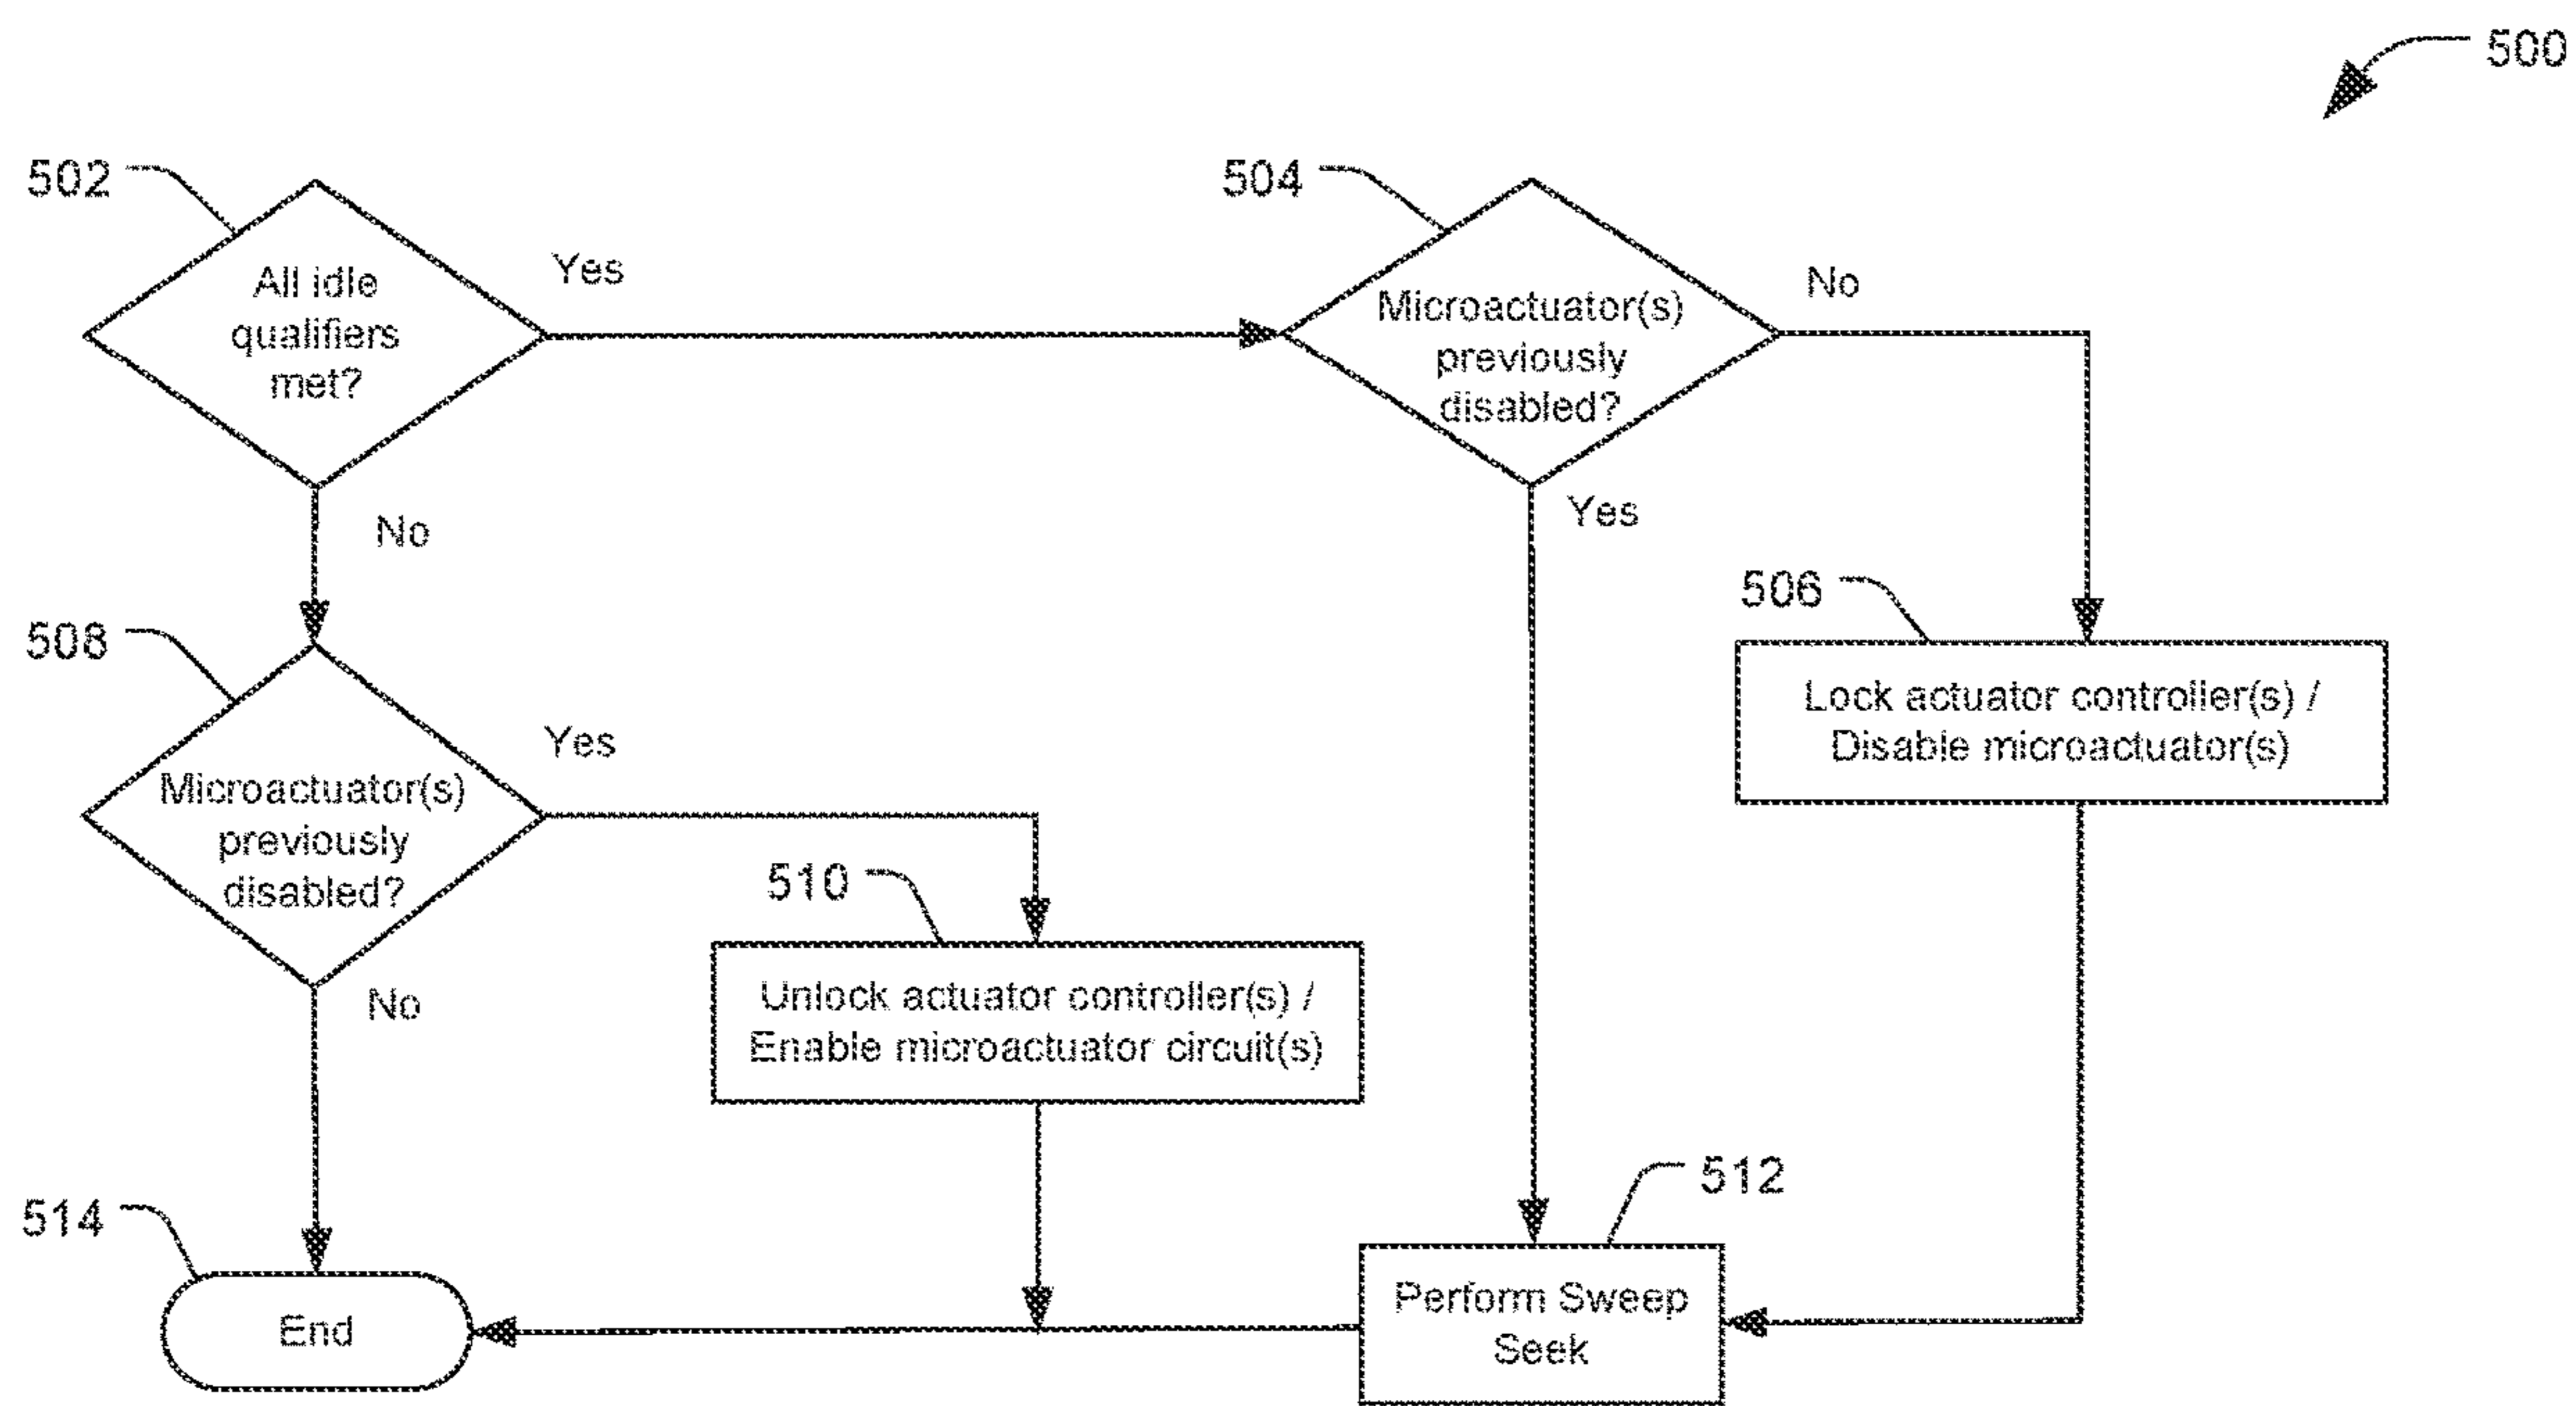 500
502
All idle
qualifiers
met?
Yes
504
Microactuator(s)
previously
disabled?
No
Yes
No
506
Lock actuator controller(s) /
Disable microactuator(s)
508
Microactuator(s)
previously
disabled?
Yes
No
510
Unlock actuator controller(s) /
Enable microactuator circuit(s)
512
Perform Sweep
Seek
514
End